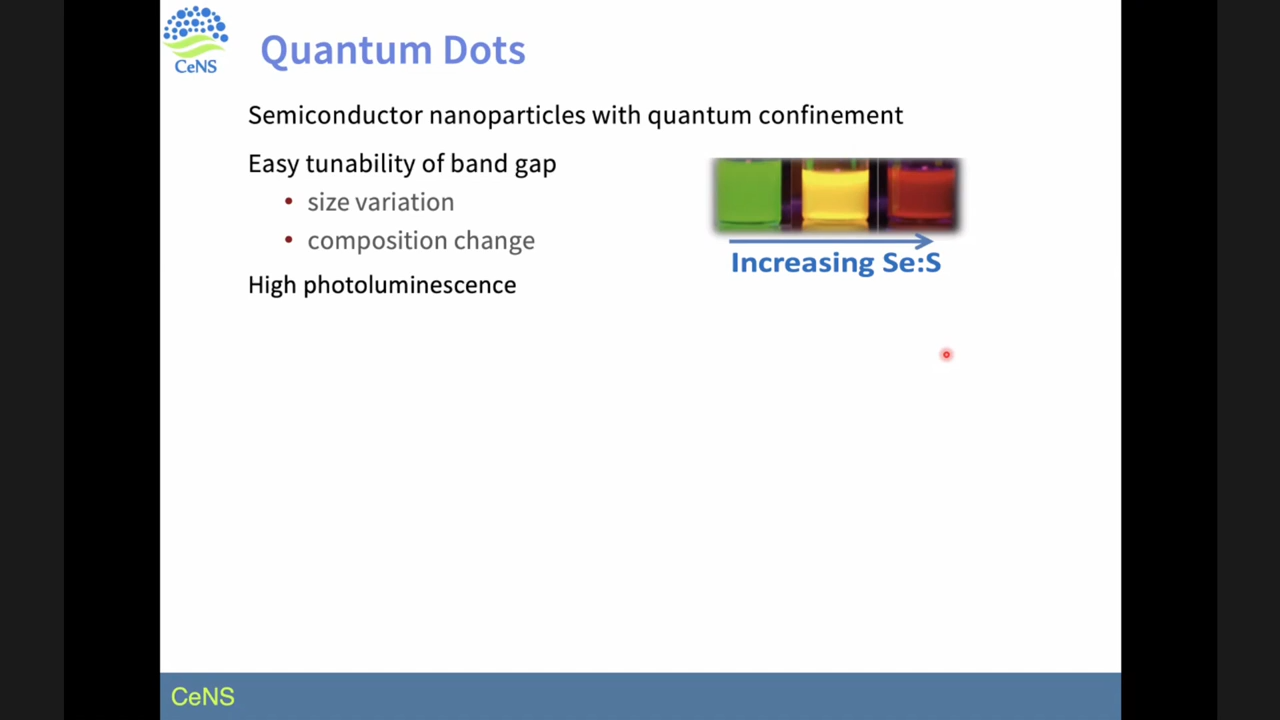 CeNS
Quantum Dots
Semiconductor nanoparticles with quantum confinement
Easy tunability of band gap
• size variation
• composition change
High photoluminescence
Increasing Se:S
CeNS